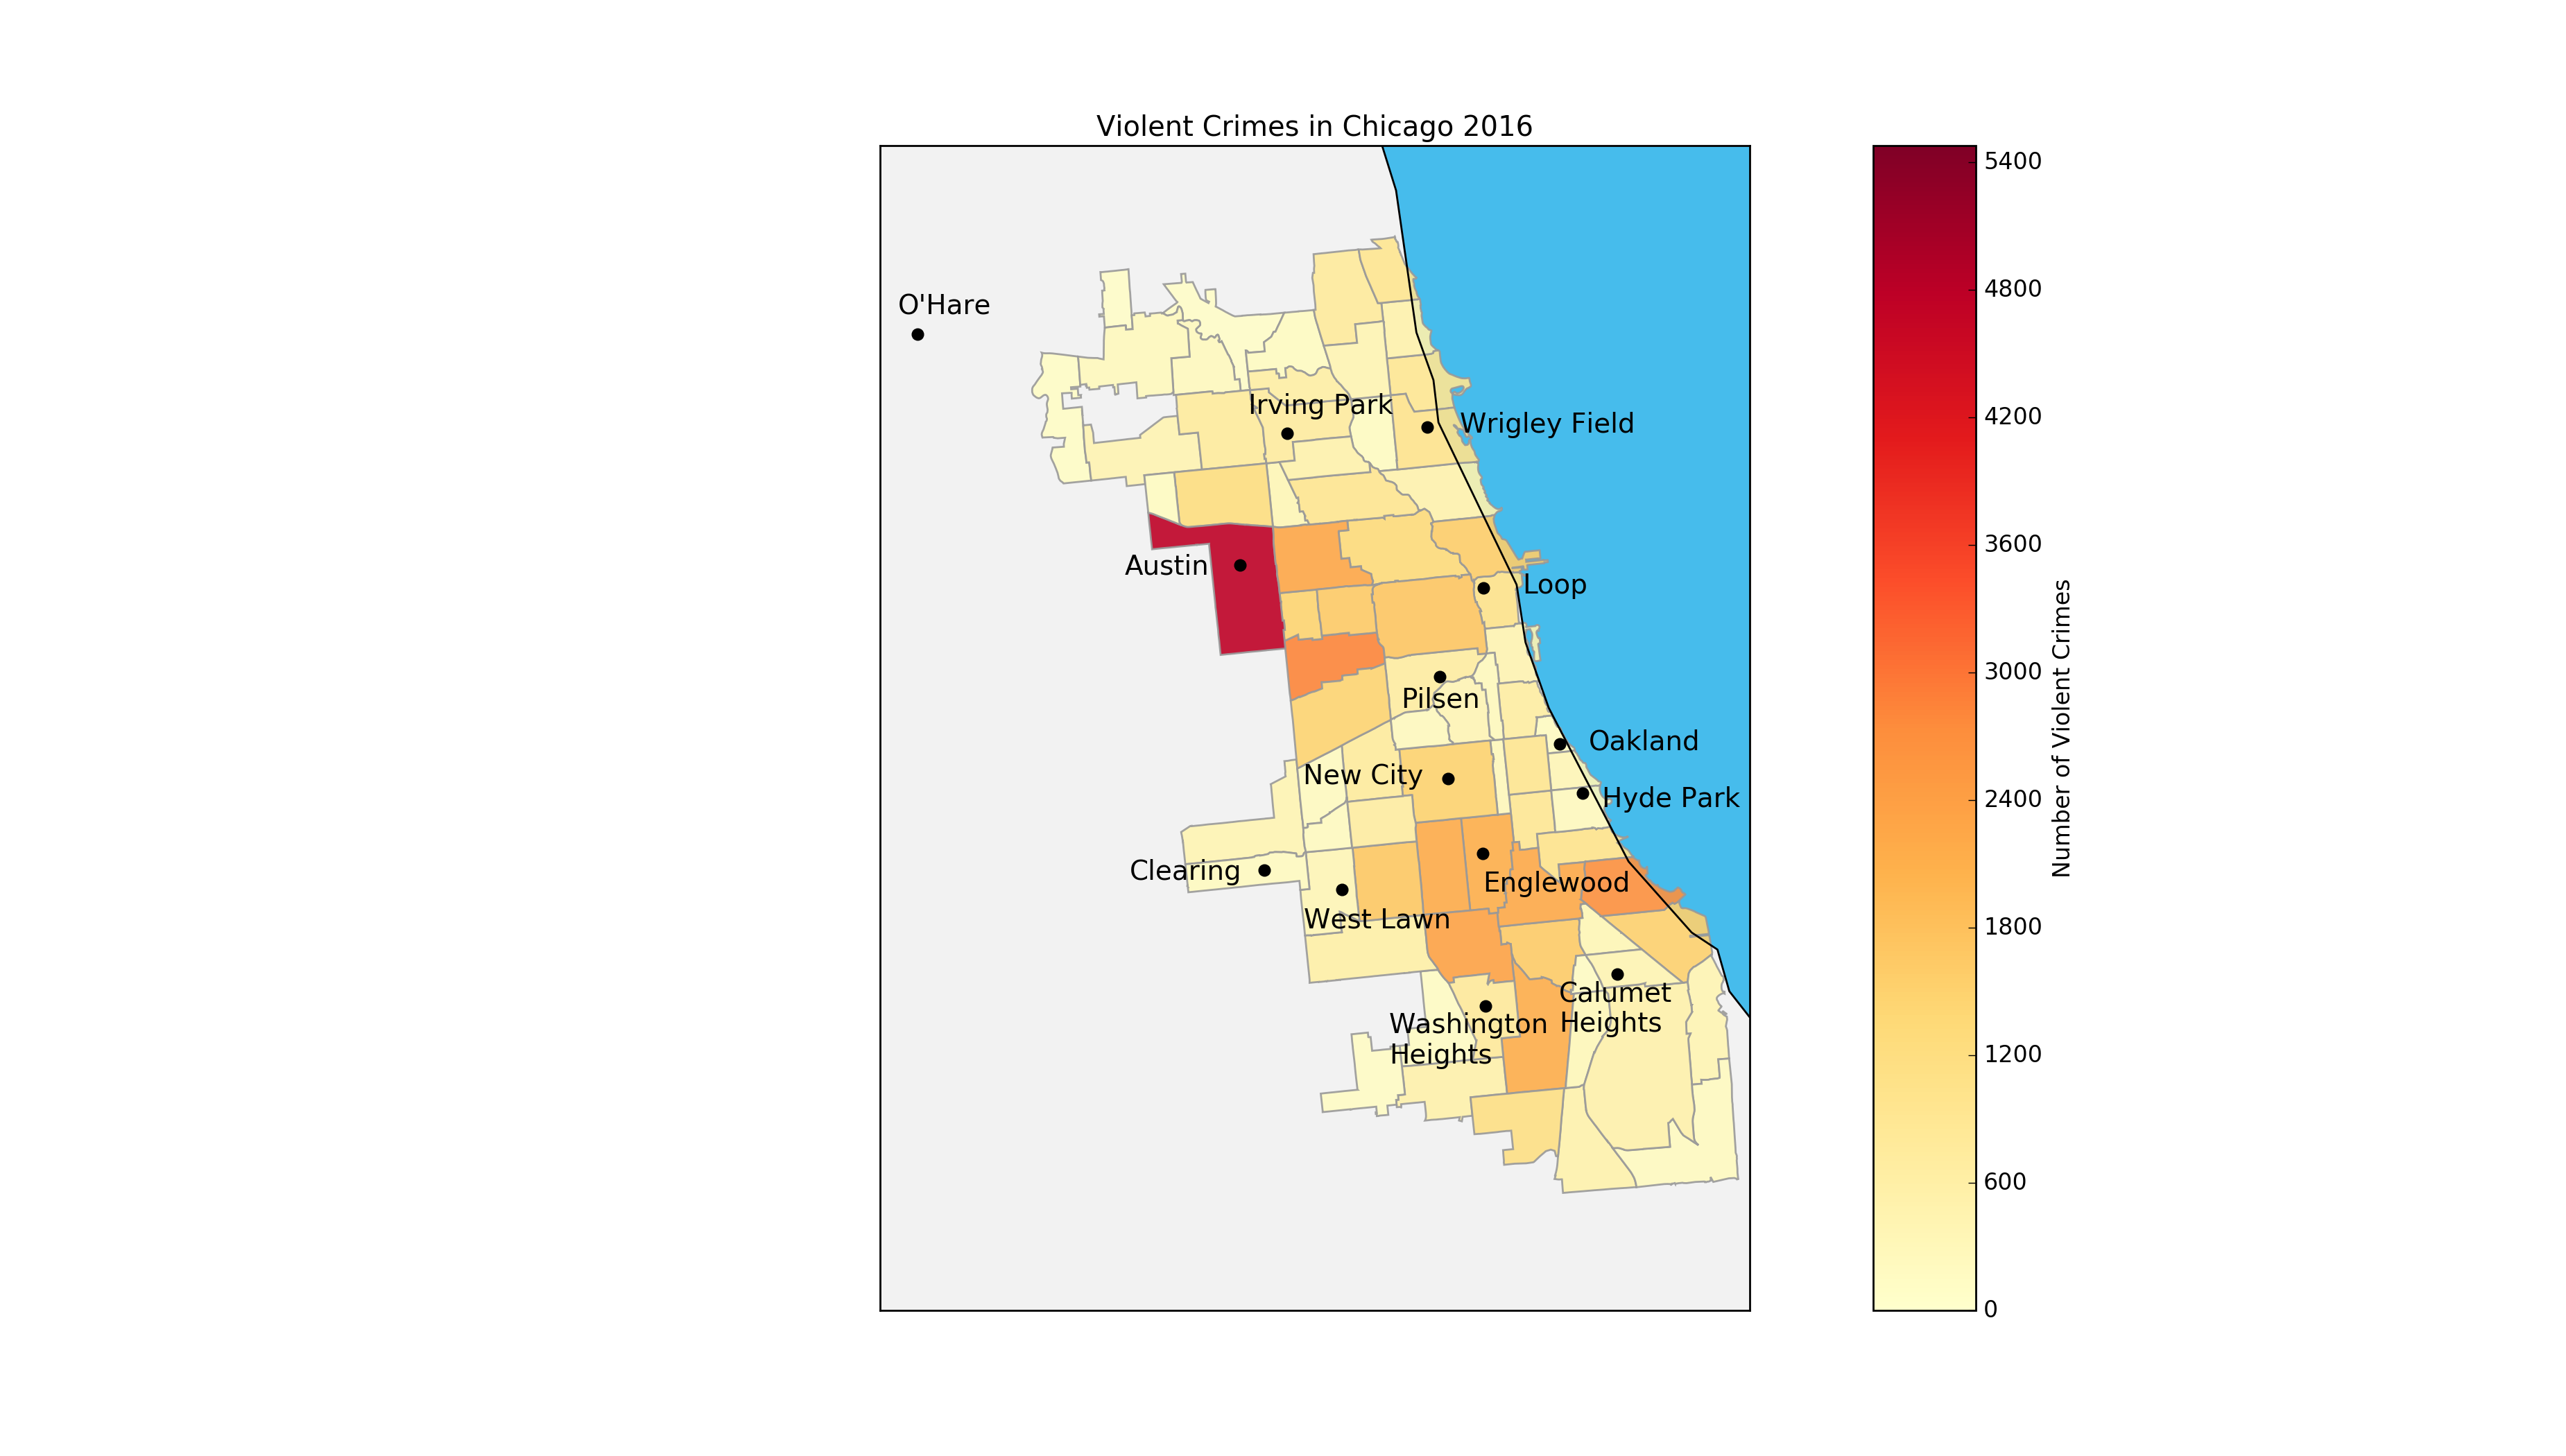 Violent Crimes in Chicago 2016
O'Hare
Irving Park
Wrigley Field
Austin
Loop
Pilsen
Oakland
New City
Hyde Park
Clearing
Englewood
West Lawn
Calumet
Heights
Washington
Heights
5400
4800
4200
3600
3000
2400
1800
1200
600
0
Number of Violent Crimes